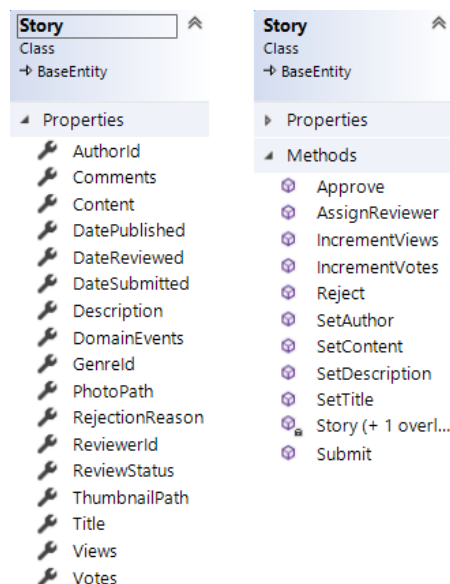 Story
Class
BaseEntity
Properties
AuthorId
Comments
Content
DatePublished
DateReviewed
DateSubmitted
Description
DomainEvents
GenreId
PhotoPath
RejectionReason
ReviewerId
ReviewStatus
ThumbnailPath
Title
Views
Votes
Story
Class
BaseEntity
Properties
Methods
Approve
AssignReviewer
IncrementViews
IncrementVotes
Reject
SetAuthor
SetContent
SetDescription
SetTitle
Story (+ 1 overl...
Submit